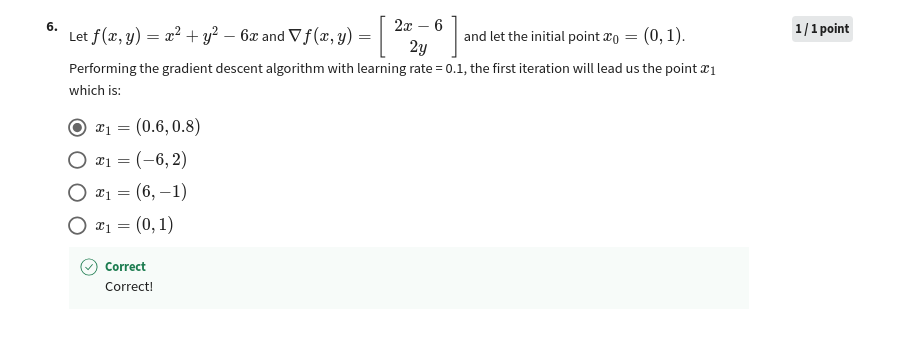 6. Let f(x, y) = x² + y² − 6x and ∇f(x, y) = [ 2x − 6 ; 2y ] and let the initial point x₀ = (0, 1).
1 / 1 point
Performing the gradient descent algorithm with learning rate = 0.1, the first iteration will lead us the point x₁
which is:
x₁ = (0.6, 0.8)
x₁ = (−6, 2)
x₁ = (6, −1)
x₁ = (0, 1)
Correct
Correct!